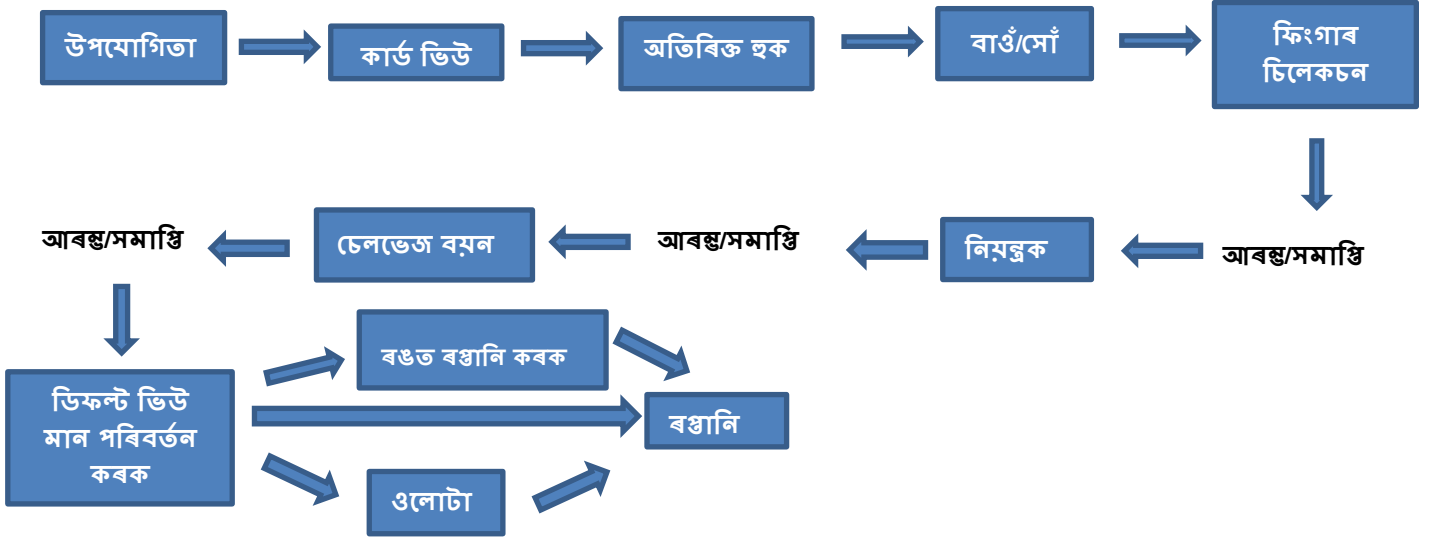 উপযোগিতা
কাৰ্ড ভিউ
অতিৰিক্ত হুক
বাওঁ/সোঁ
ফিংগাৰ
চিলেকচন
আৰম্ভ/সমাপ্তি
নিয়ন্ত্ৰক
আৰম্ভ/সমাপ্তি
চেলভেজ বয়ন
আৰম্ভ/সমাপ্তি
ডিফল্ট ভিউ
মান পৰিবৰ্তন
কৰক
ৰঙত ৰপ্তানি কৰক
ওলোটা
ৰপ্তানি